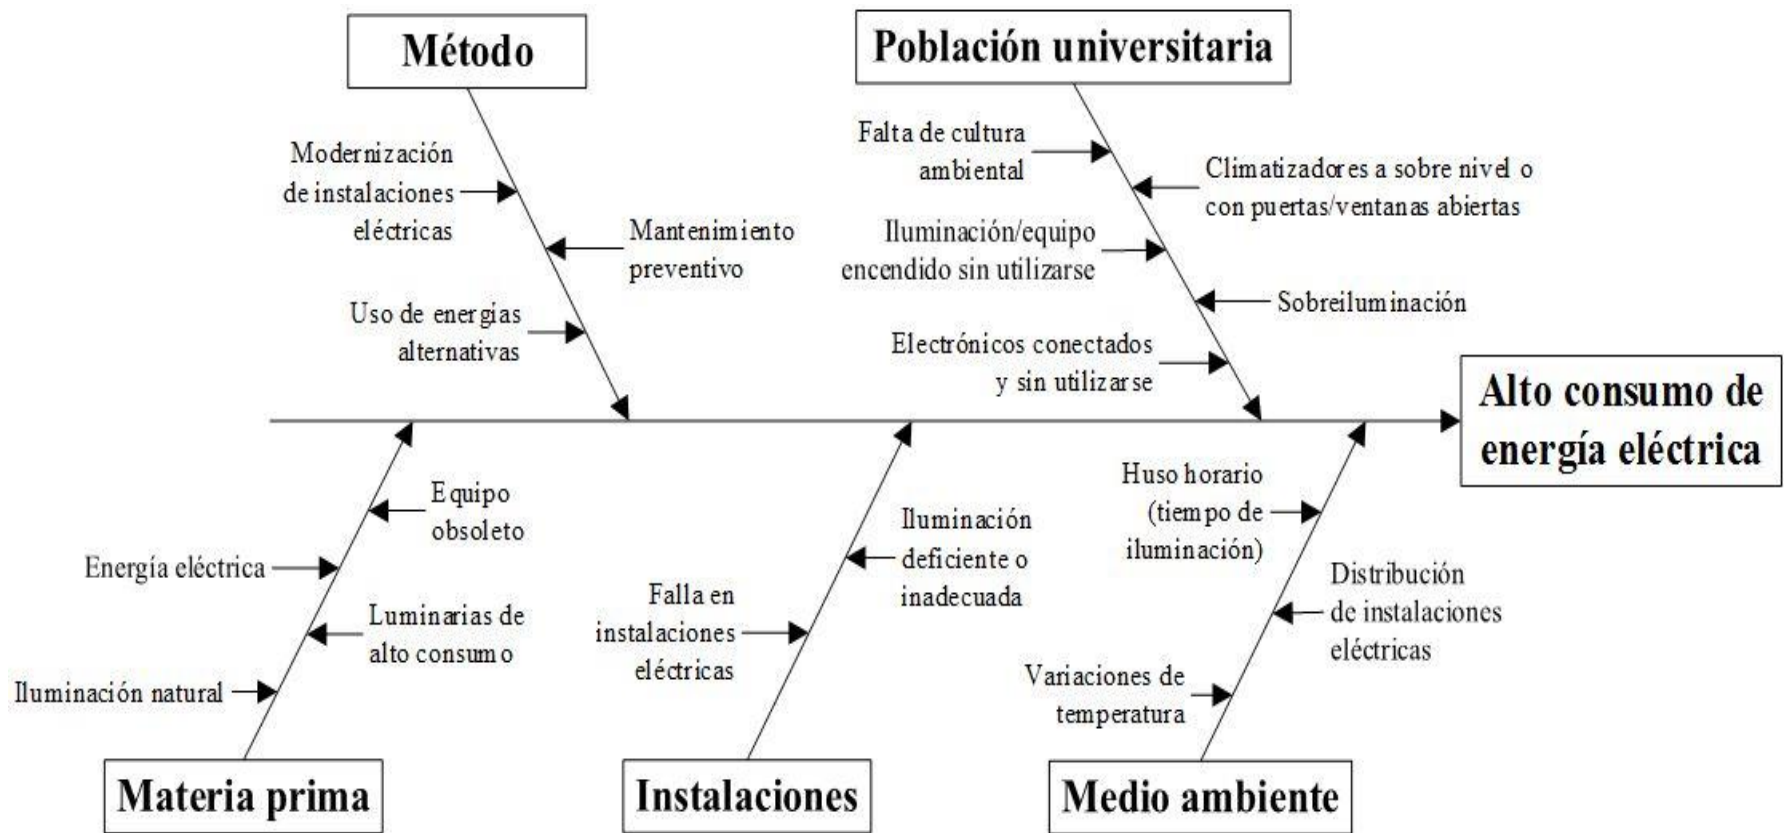 Método
Población universitaria
Modernización
de instalaciones
eléctricas
Mantenimiento
preventivo
Uso de energías
alternativas
Falta de cultura
ambiental
Climatizadores a sobre nivel o
con puertas/ventanas abiertas
Iluminación/equipo
encendido sin utilizarse
Sobreiluminación
Electrónicos conectados
y sin utilizarse
Alto consumo de
energía eléctrica
Equipo
obsoleto
Energía eléctrica
Luminarias de
alto consumo
Iluminación natural
Iluminación
deficiente o
inadecuada
Falla en
instalaciones
eléctricas
Huso horario
(tiempo de
iluminación)
Distribución
de instalaciones
eléctricas
Variaciones de
temperatura
Materia prima
Instalaciones
Medio ambiente